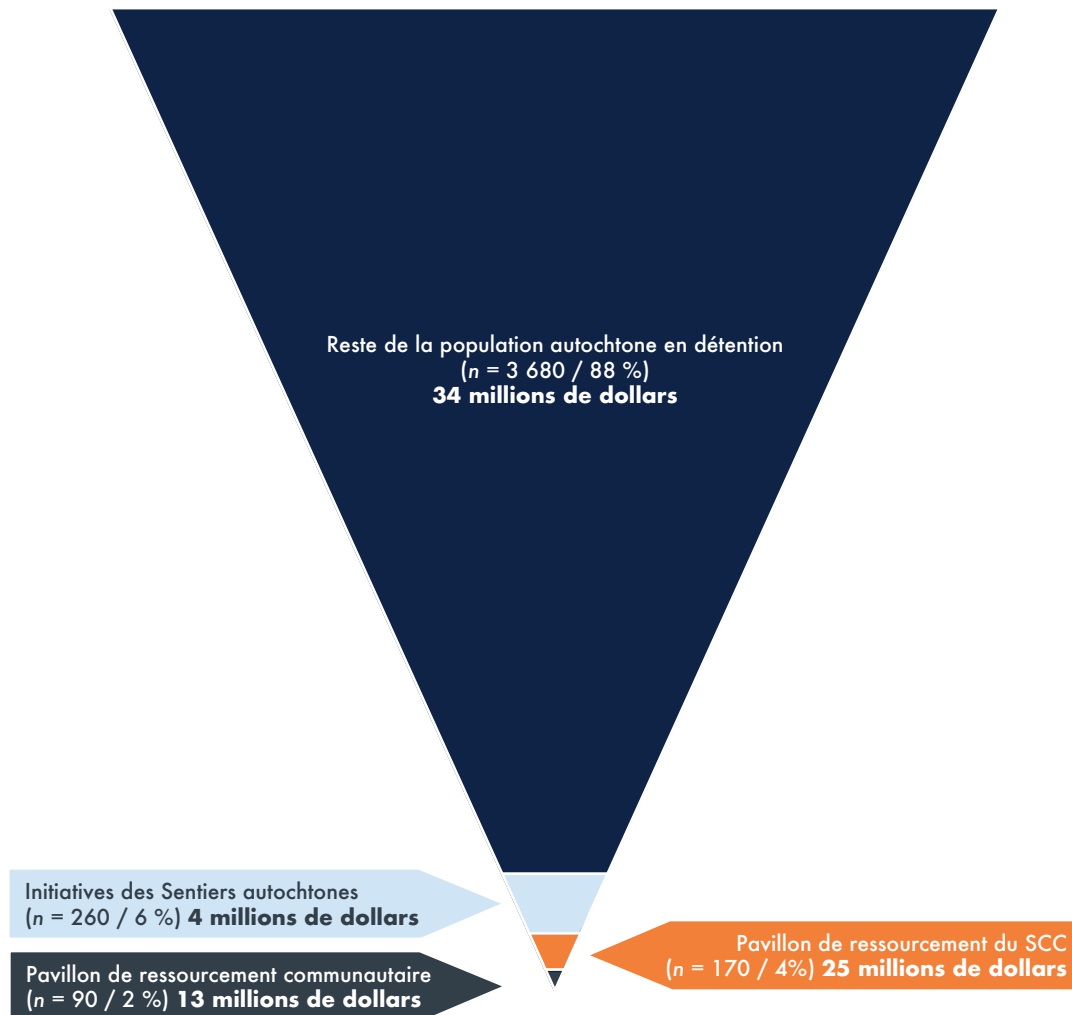 Reste de la population autochtone en détention
(n = 3 680 / 88 %)
34 millions de dollars
Initiatives des Sentiers autochtones
(n = 260 / 6 %) 4 millions de dollars
Pavillon de ressourcement du SCC
(n = 170 / 4%) 25 millions de dollars
Pavillon de ressourcement communautaire
(n = 90 / 2 %) 13 millions de dollars